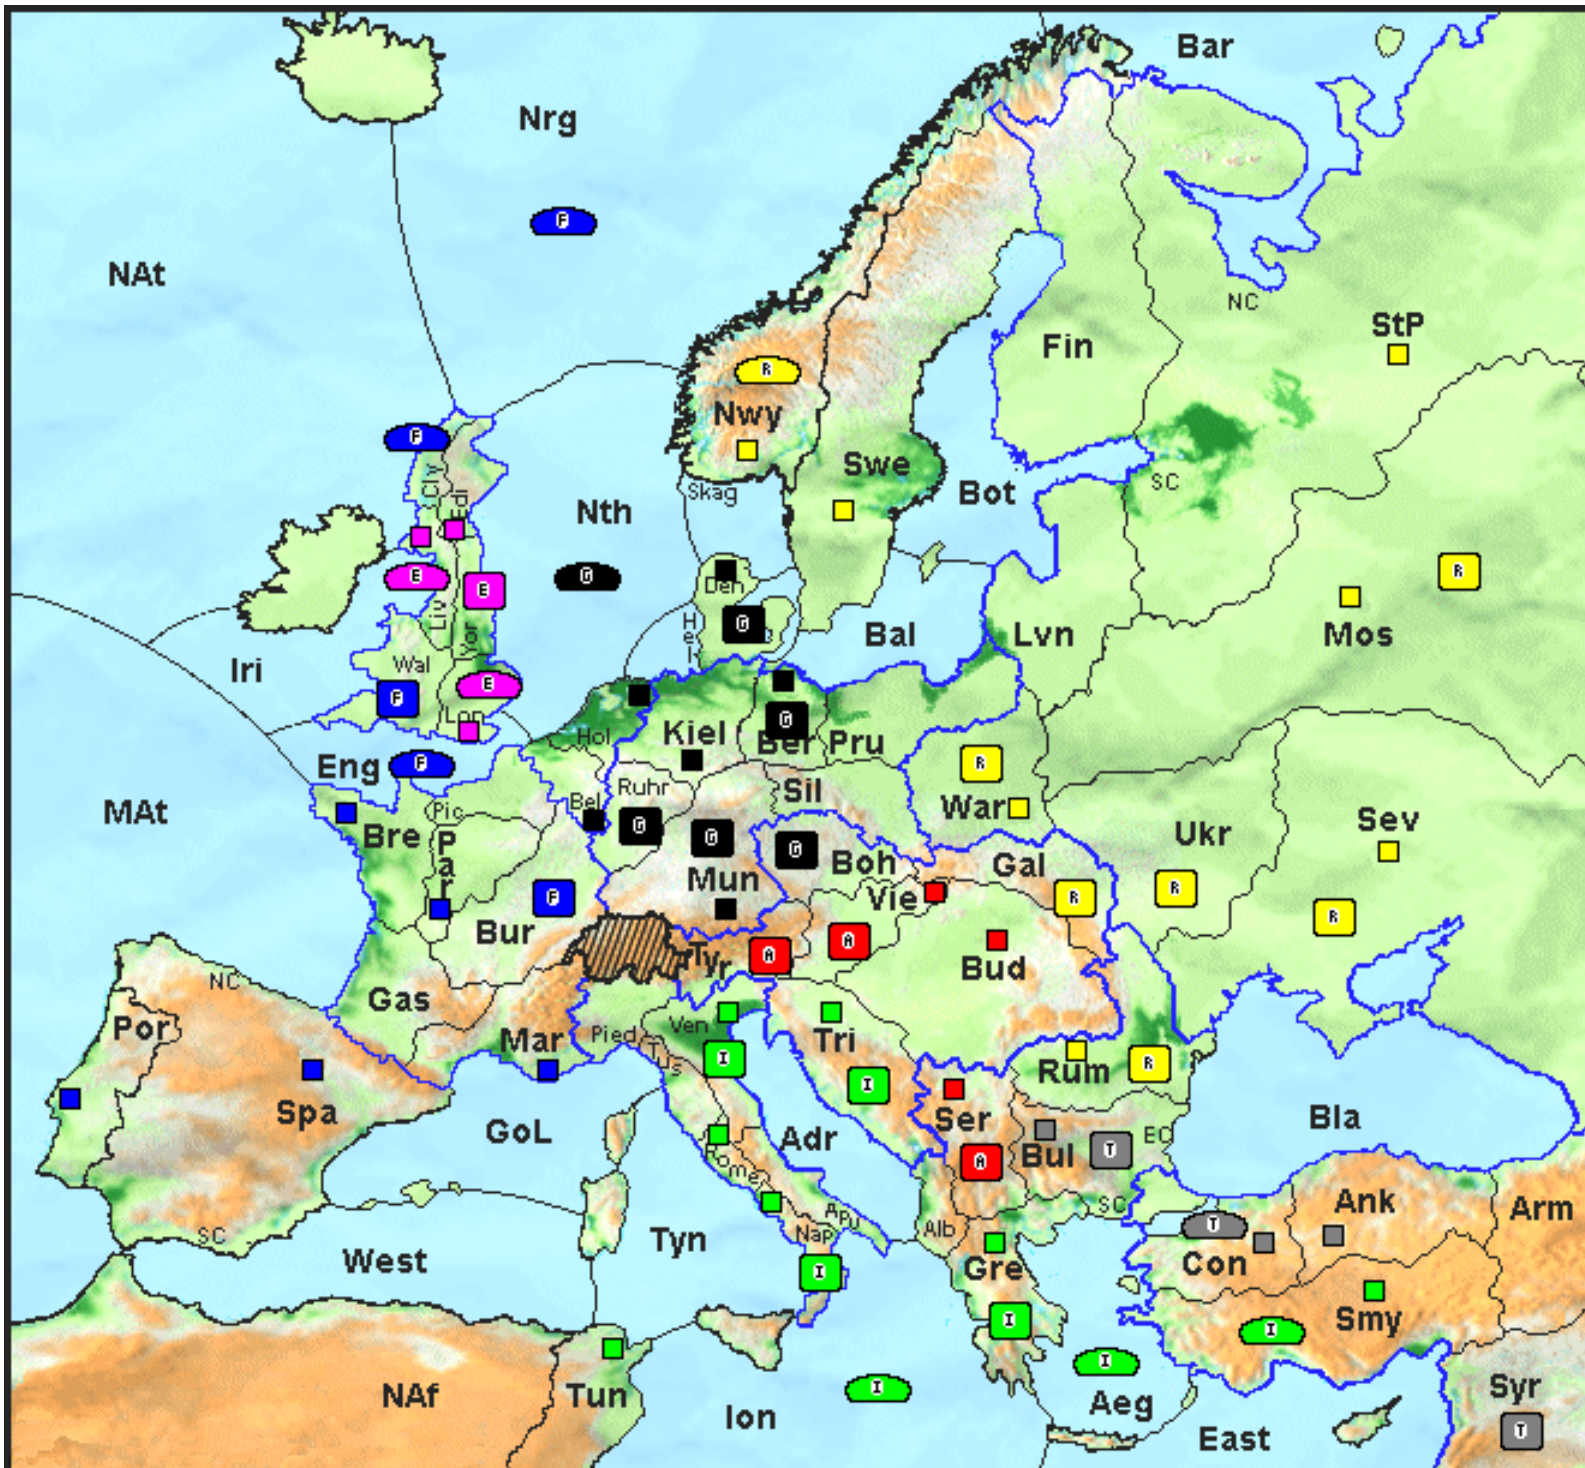 Bar
Nrg
F
NAt
NC
StP
Fin
R
Nwy
F
Cly
Edl
Swe
SC
Skag
Bot
Nth
R
E
G
E
Den
Liv
Yor
Hel
G
Bal
Lvn
Mos
Iri
Wal
F
E
Lon
G
Hol
Kiel
Ber
Pru
Eng
F
R
Ruhr
Sil
War
Bel
Pic
MAt
Bre
Par
G
G
G
Boh
Ukr
Sev
Gal
Mun
Vie
R
R
R
F
Bur
A
A
Tyr
Bud
NC
Gas
Por
Mar
Pied
Ven
Tus
Tri
I
I
Rum
R
Spa
GoL
Ser
Bla
Adr
Bul
T
EC
A
Rome
Ank
Arm
SC
Apu
Nap
Alb
SC
T
Tyn
West
Con
Gre
I
I
Smy
I
I
I
NAf
Tun
Aeg
Syr
Ion
East
T